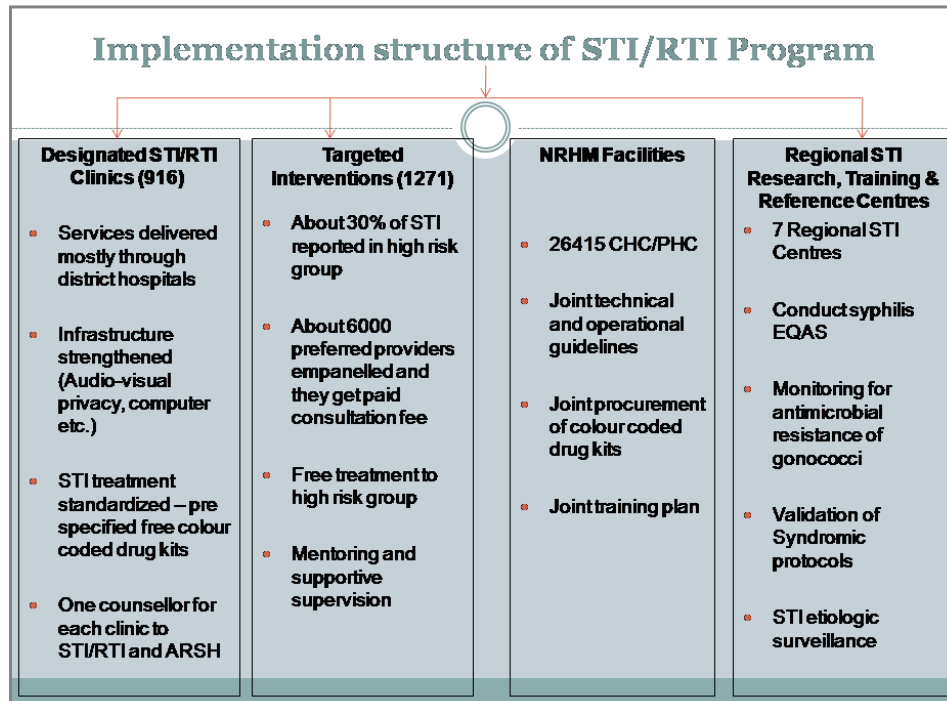 Implementation structure of STI/RTI Program
Designated STI/RTI
Clinics (916)
Services delivered
mostly through
district hospitals
Infrastructure
strengthened
(Audio–visual
privacy, computer
etc.)
STI treatment
standardized – pre
specified free colour
coded drug kits
One counsellor for
each clinic to
STI/RTI and ARSH
Targeted
Interventions (1271)
About 30% of STI
reported in high risk
group
About 6000
preferred providers
empanelled and
they get paid
consultation fee
Free treatment to
high risk group
Mentoring and
supportive
supervision
NRHM Facilities
26415 CHC/PHC
Joint technical
and operational
guidelines
Joint procurement
of colour coded
drug kits
Joint training plan
Regional STI
Research, Training &
Reference Centres
7 Regional STI
Centres
Conduct syphilis
EQAS
Monitoring for
antimicrobial
resistance of
gonococci
Validation of
Syndromic
protocols
STI etiologic
surveillance